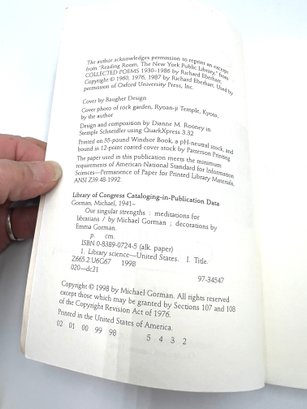 The author acknowledges permission to reprint an excerpt
from "Reading Room, The New York Public Library," from
COLLECTED POEMS 1930–1986 by Richard Eberhart.
Copyright © 1960, 1976, 1987 by Richard Eberhart. Used by
permission of Oxford University Press, Inc.
Cover by Baugher Design
Cover photo of rock garden, Ryoan-ji Temple, Kyoto,
by the author
Design and composition by Dianne M. Rooney in
Stemple Schneidler using QuarkXpress 3.32
Printed on 55-pound Windsor Book, a pH-neutral stock, and
bound in 12-point coated cover stock by Patterson Printing
The paper used in this publication meets the minimum
requirements of American National Standard for Information
Sciences—Permanence of Paper for Printed Library Materials,
ANSI Z39.48-1992.
Library of Congress Cataloging-in-Publication Data
Gorman, Michael, 1941–
Our singular strengths : meditations for
librarians / by Michael Gorman ; decorations by
Emma Gorman.
p. cm.
ISBN 0-8389-0724-5 (alk. paper)
1. Library science—United States. I. Title.
Z665.2.U6G67 1998
020—dc21 97-34547
Copyright © 1998 by Michael Gorman. All rights reserved
except those which may be granted by Sections 107 and 108
of the Copyright Revision Act of 1976.
Printed in the United States of America.
02 01 00 99 98 5 4 3 2